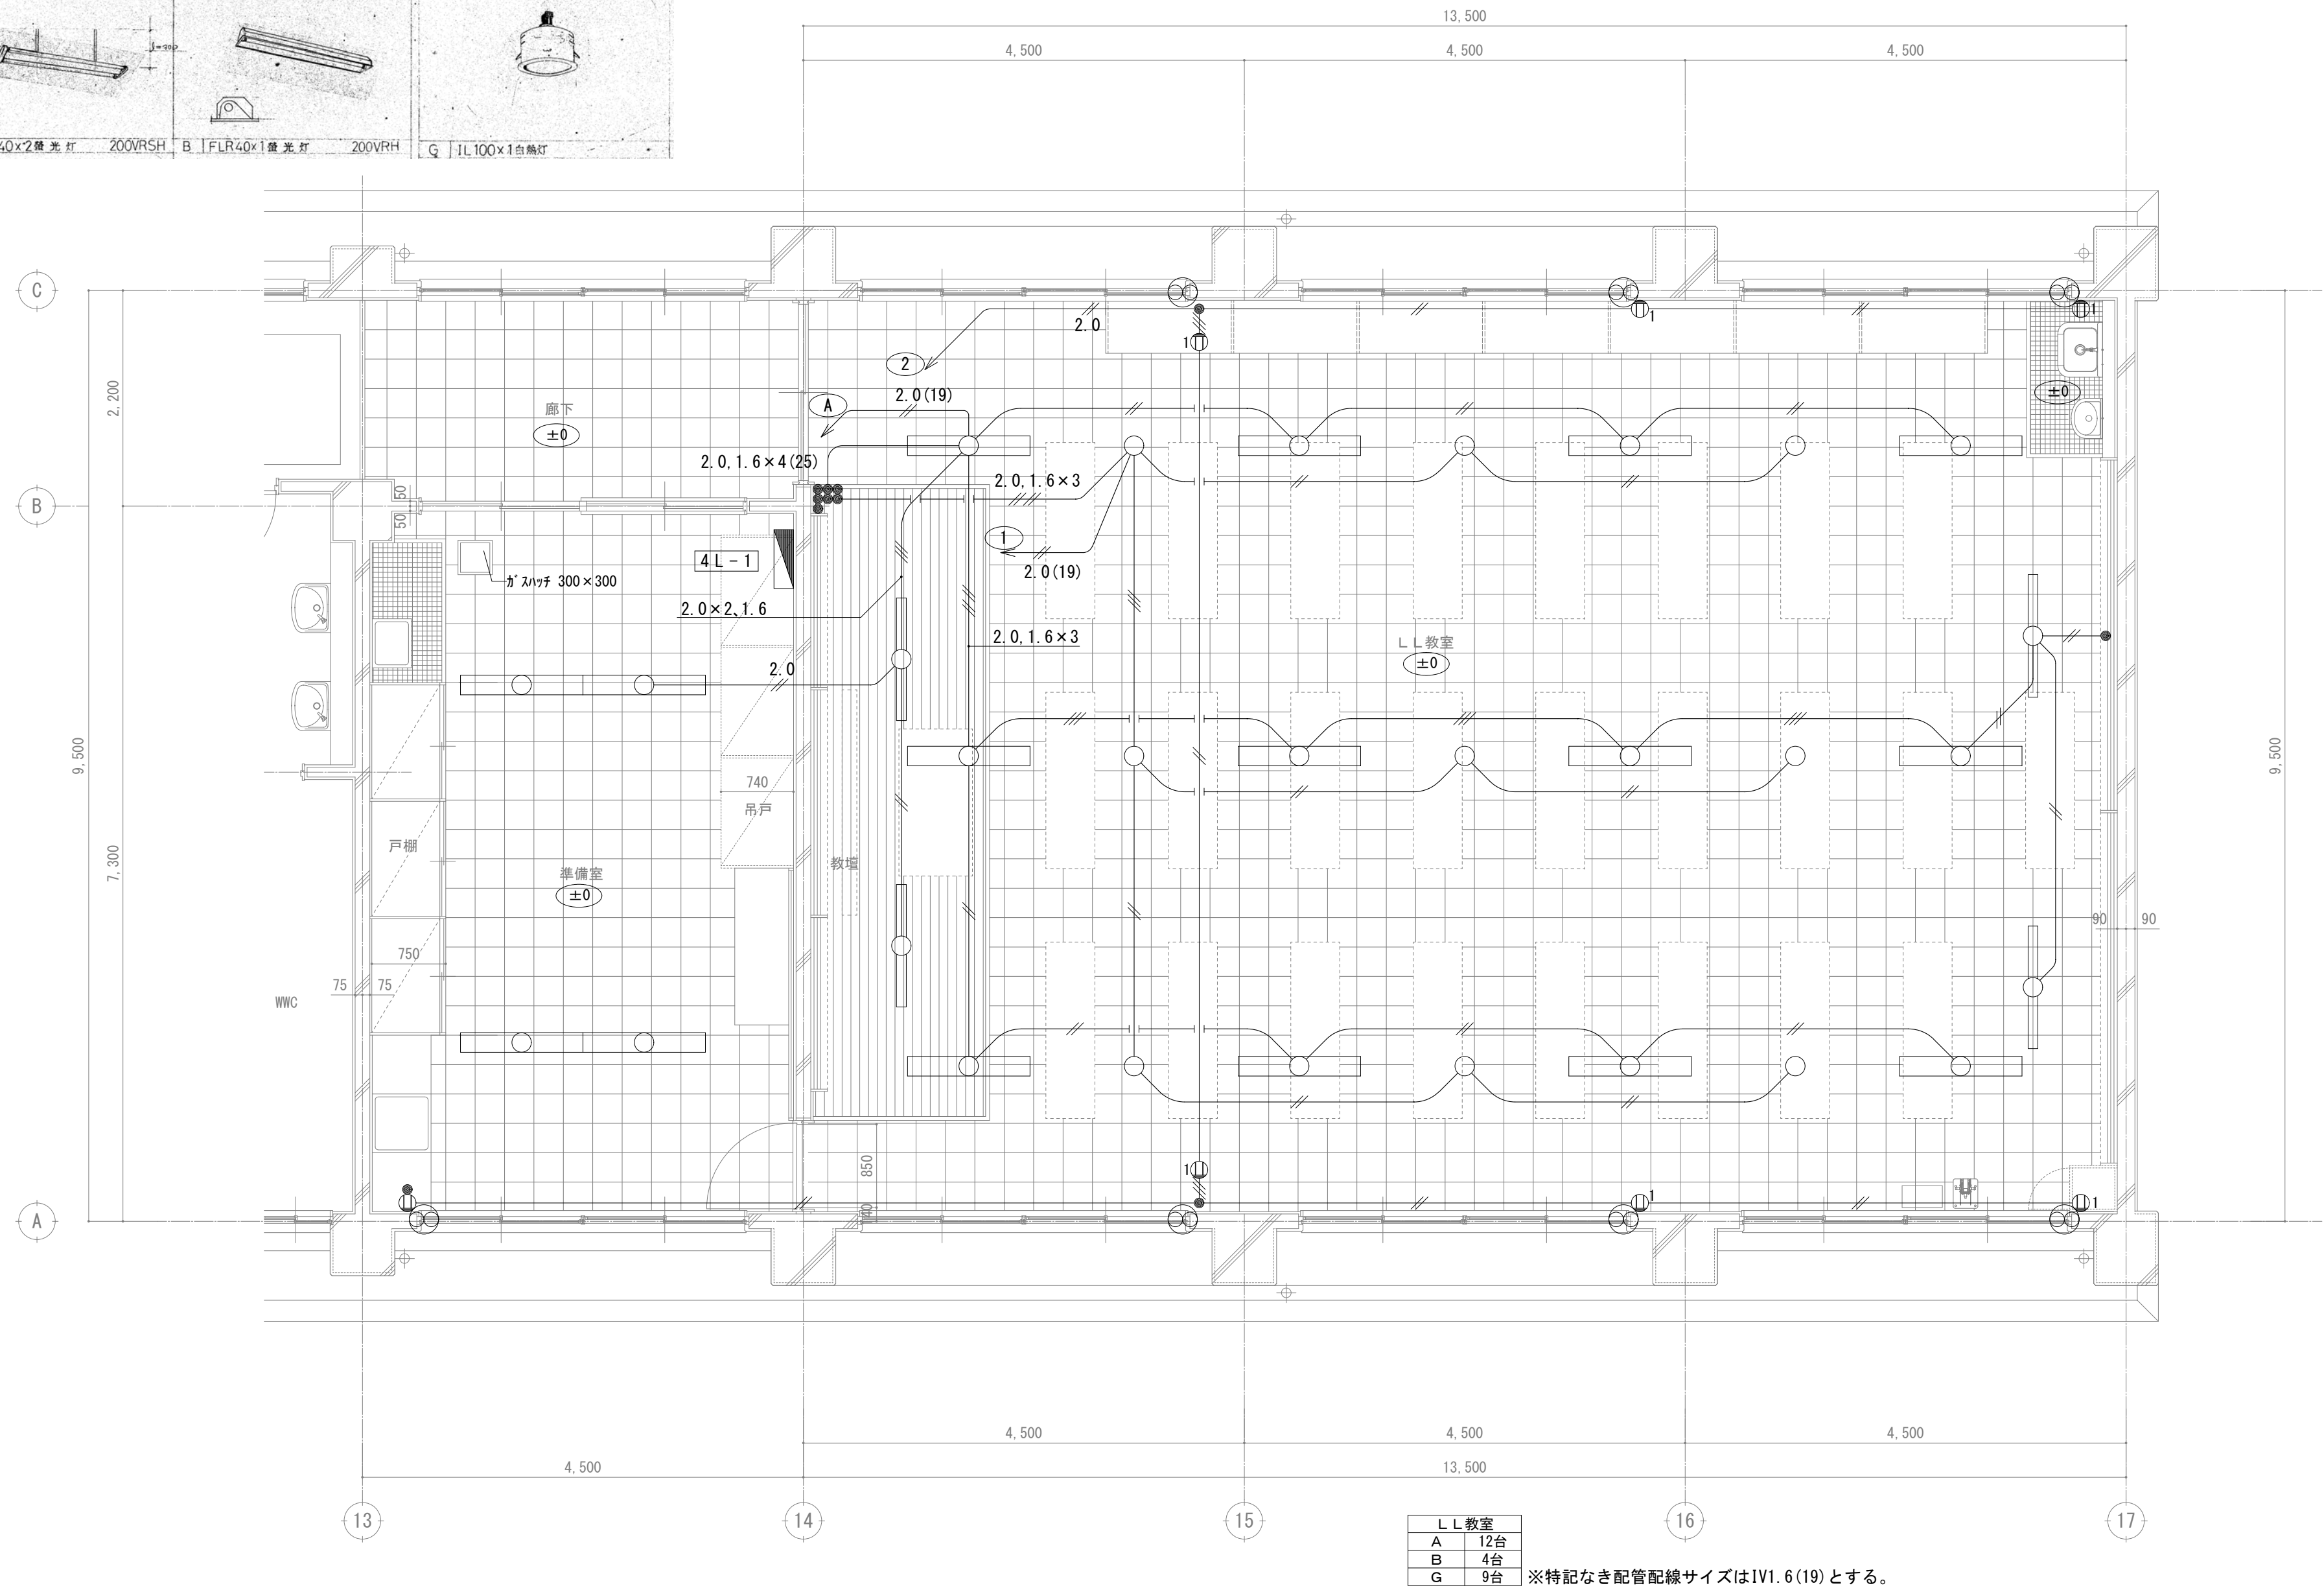 40×2螢光灯 200VRSH
B FLR40×1螢光灯 200VRH
G IL100×1白熱灯
13,500
4,500 4,500 4,500
C
2.0
1
1
1
2
2,200
2.0(19)
A
±0
廊下
±0
2.0,1.6×4(25)
2.0,1.6×3
B
50
50
1
4L-1
2.0(19)
ガスハッチ 300×300
2.0×2、1.6
2.0,1.6×3
LL教室
±0
2.0
9,500
9,500
740
吊戸
戸棚
教壇
7,300
準備室
±0
90 90
750
75 75
WWC
850
140
1
1
1
A
4,500 4,500 4,500
4,500 13,500
13 14 15 16 17
LL教室
A 12台
B 4台
G 9台
※特記なき配管配線サイズはIV1.6(19)とする。